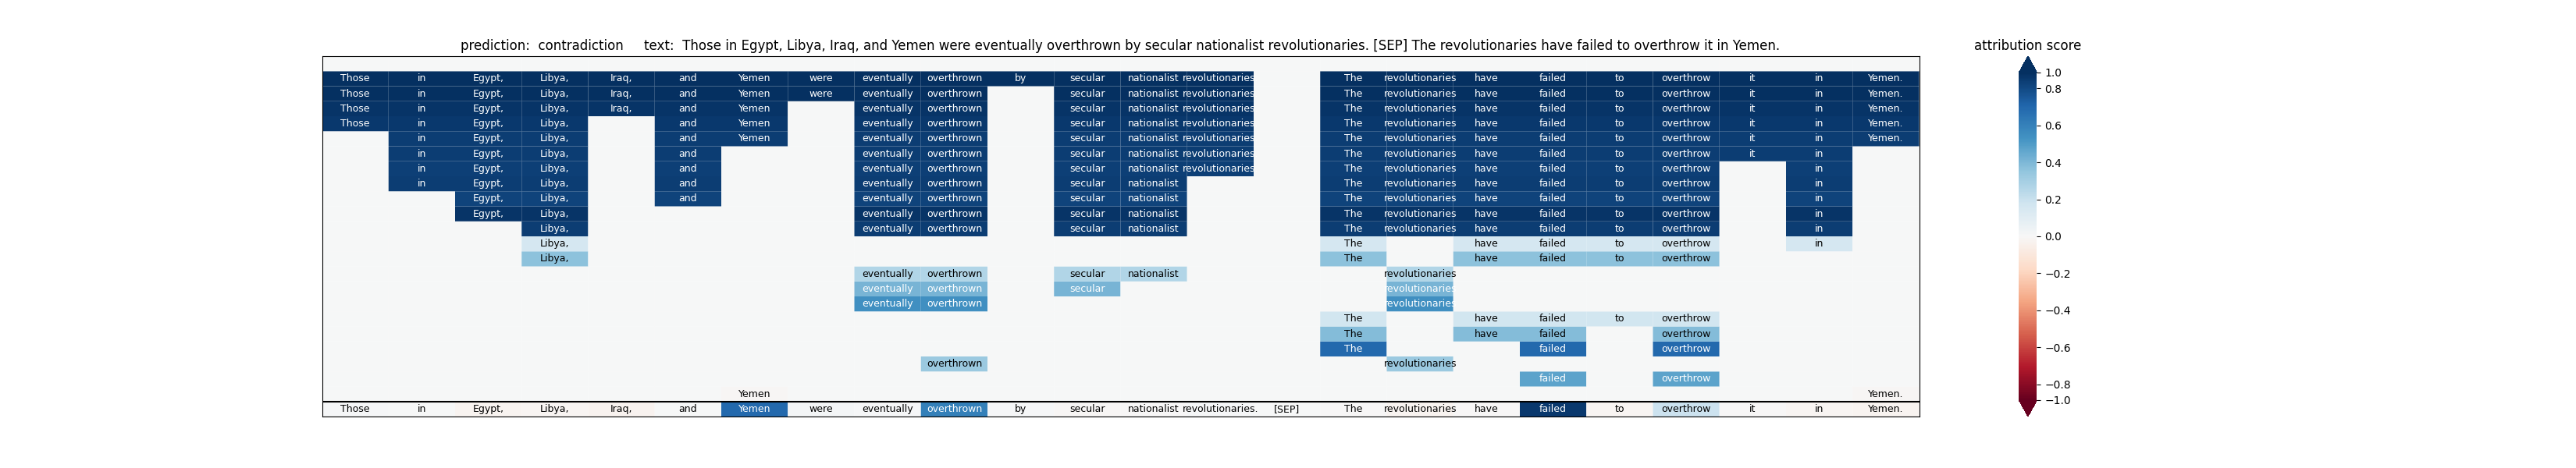 prediction: contradiction text: Those in Egypt, Libya, Iraq, and Yemen were eventually overthrown by secular nationalist revolutionaries. [SEP] The revolutionaries have failed to overthrow it in Yemen.
attribution score
Those in Egypt, Libya, Iraq, and Yemen were eventually overthrown by secular nationalist revolutionaries The revolutionaries have failed to overthrow it in Yemen.
Those in Egypt, Libya, Iraq, and Yemen were eventually overthrown secular nationalist revolutionaries The revolutionaries have failed to overthrow it in Yemen.
Those in Egypt, Libya, Iraq, and Yemen eventually overthrown secular nationalist revolutionaries The revolutionaries have failed to overthrow it in Yemen.
Those in Egypt, Libya, and Yemen eventually overthrown secular nationalist revolutionaries The revolutionaries have failed to overthrow it in Yemen.
in Egypt, Libya, and Yemen eventually overthrown secular nationalist revolutionaries The revolutionaries have failed to overthrow it in Yemen.
in Egypt, Libya, and eventually overthrown secular nationalist revolutionaries The revolutionaries have failed to overthrow it in
in Egypt, Libya, and eventually overthrown secular nationalist revolutionaries The revolutionaries have failed to overthrow in
in Egypt, Libya, and eventually overthrown secular nationalist The revolutionaries have failed to overthrow in
Egypt, Libya, and eventually overthrown secular nationalist The revolutionaries have failed to overthrow in
Egypt, Libya, eventually overthrown secular nationalist The revolutionaries have failed to overthrow in
Libya, eventually overthrown secular nationalist The revolutionaries have failed to overthrow in
Libya, The have failed to overthrow in
Libya, The have failed to overthrow
eventually overthrown secular nationalist revolutionaries
eventually overthrown secular revolutionaries
eventually overthrown revolutionaries
The have failed to overthrow
The have failed overthrow
The failed overthrow
overthrown revolutionaries
failed overthrow
Yemen Yemen.
Those in Egypt, Libya, Iraq, and Yemen were eventually overthrown by secular nationalist revolutionaries. [SEP] The revolutionaries have failed to overthrow it in Yemen.
1.0
0.8
0.6
0.4
0.2
0.0
−0.2
−0.4
−0.6
−0.8
−1.0